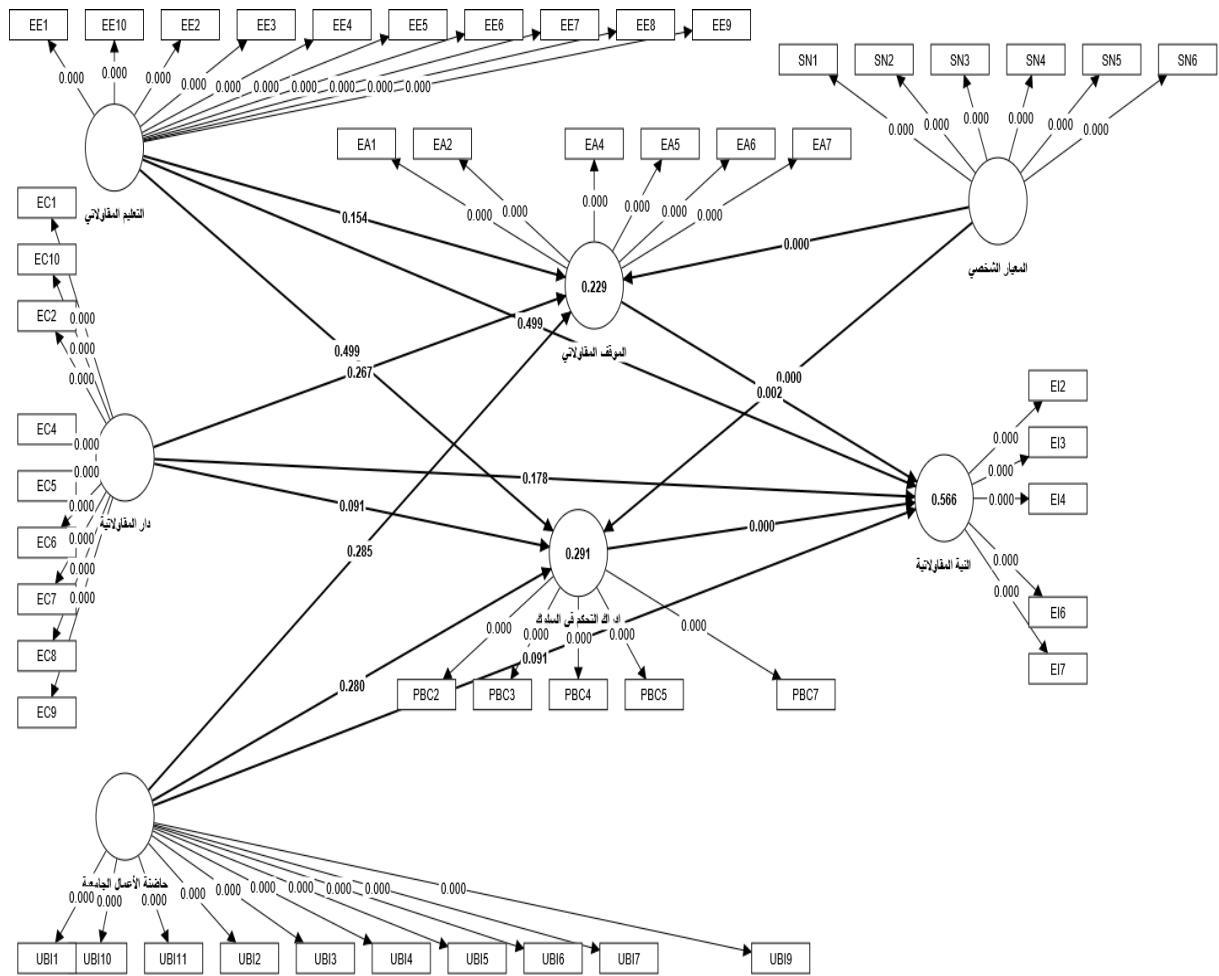 EE1 EE10 EE2 EE3 EE4 EE5 EE6 EE7 EE8 EE9
0.000 0.000 0.000 0.000 0.000 0.000 0.000 0.000 0.000 0.000
التعليم المقاولاتي
SN1 SN2 SN3 SN4 SN5 SN6
0.000 0.000 0.000 0.000 0.000 0.000
المعيار الشخصي
EA1 EA2 EA4 EA5 EA6 EA7
0.000 0.000 0.000 0.000 0.000 0.000
0.154
0.000
0.229
الموقف المقاولاتي
0.499
0.499
0.267
0.000
0.002
EC1
EC10
EC2
0.000
0.000
0.000
EC4
0.000
EC5
0.000
0.000
دار المقاولاتية
EC6
0.000
EC7
0.000
0.000
EC8
EC9
0.178
0.091
0.285
0.000
0.291
ادراك التحكم في السلوك
0.000 0.000 0.000 0.000 0.000
PBC2 PBC3 PBC4 PBC5 PBC7
EI2
0.000
EI3
0.000
EI4
0.000
0.566
النية المقاولاتية
0.000
EI6
0.000
EI7
0.091
0.280
حاضنة الأعمال الجامعية
0.000 0.000 0.000 0.000 0.000 0.000 0.000 0.000 0.000 0.000
UBI1 UBI10 UBI11 UBI2 UBI3 UBI4 UBI5 UBI6 UBI7 UBI9